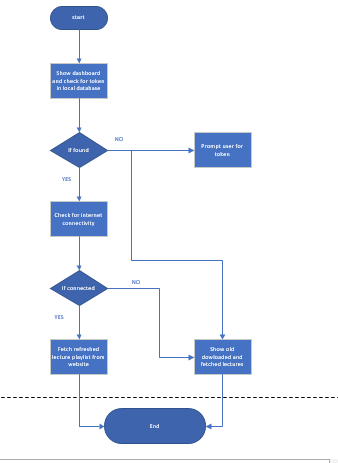 start
Show dashboard
and check for token
in local database
NO
If found
Prompt user for
token
YES
Check for internet
connectivity
NO
If connected
YES
Fetch refreshed
lecture playlist from
website
Show old
dowloaded and
fetched lectures
End